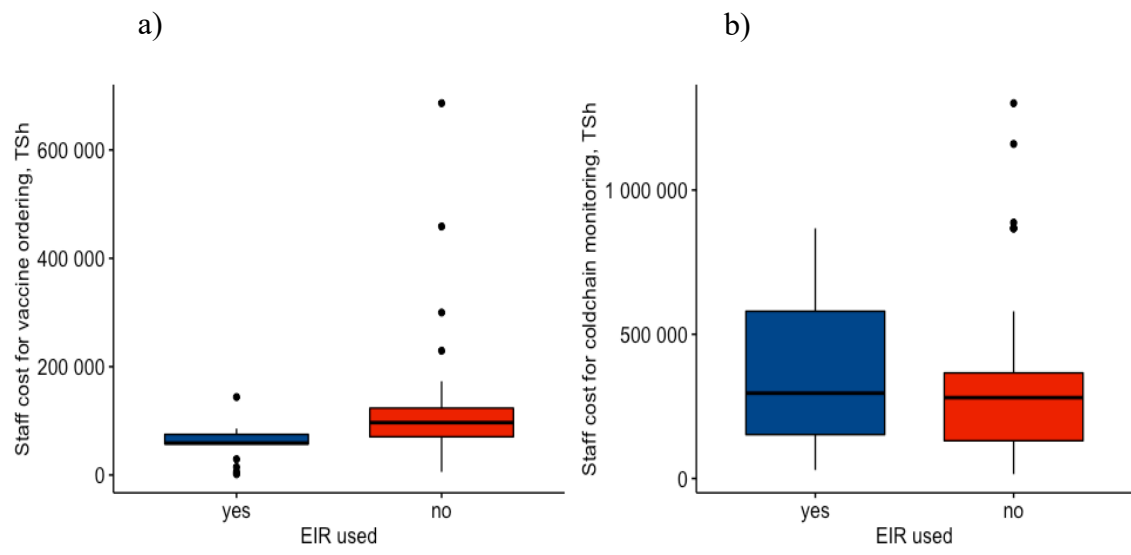 a)
b)
Staff cost for vaccine ordering, TSh
600 000
400 000
200 000
0
yes
no
EIR used
Staff cost for coldchain monitoring, TSh
1 000 000
500 000
0
yes
no
EIR used